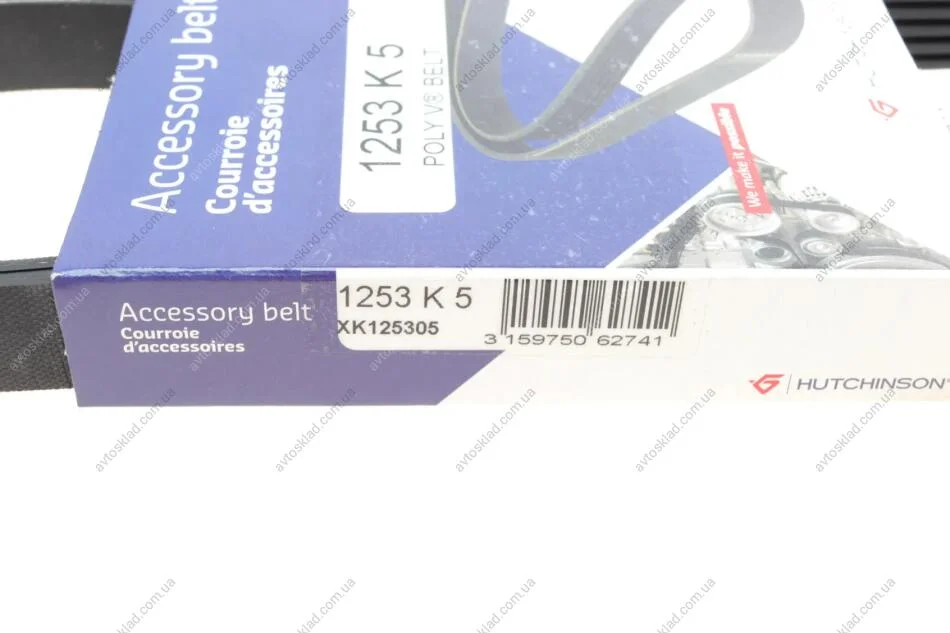 Accessory belt
Courroie
d'accessoires
1253 K 5
POLY V® BELT
We make it possible
Accessory belt
Courroie
d'accessoires
1253 K 5
XK125305
3 159750 62741
HUTCHINSON®
avtosklad.com.ua